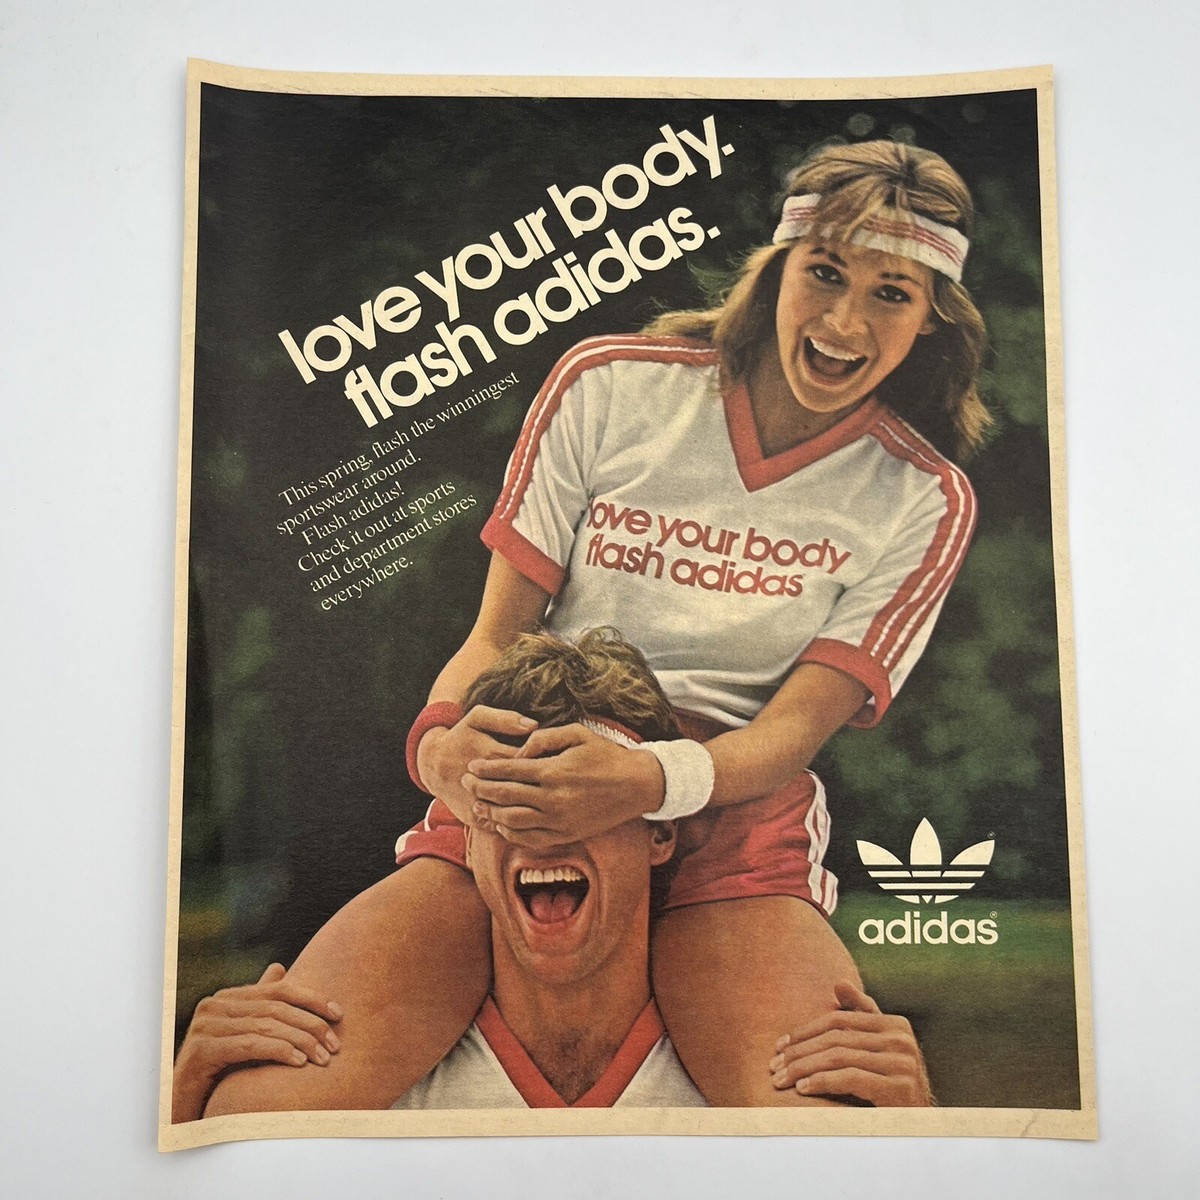 love your body.
flash adidas.
This spring, flash the winningest
sportswear around.
Flash adidas!
Check it out at sports
and department stores
everywhere.
love your body
flash adidas
adidas®